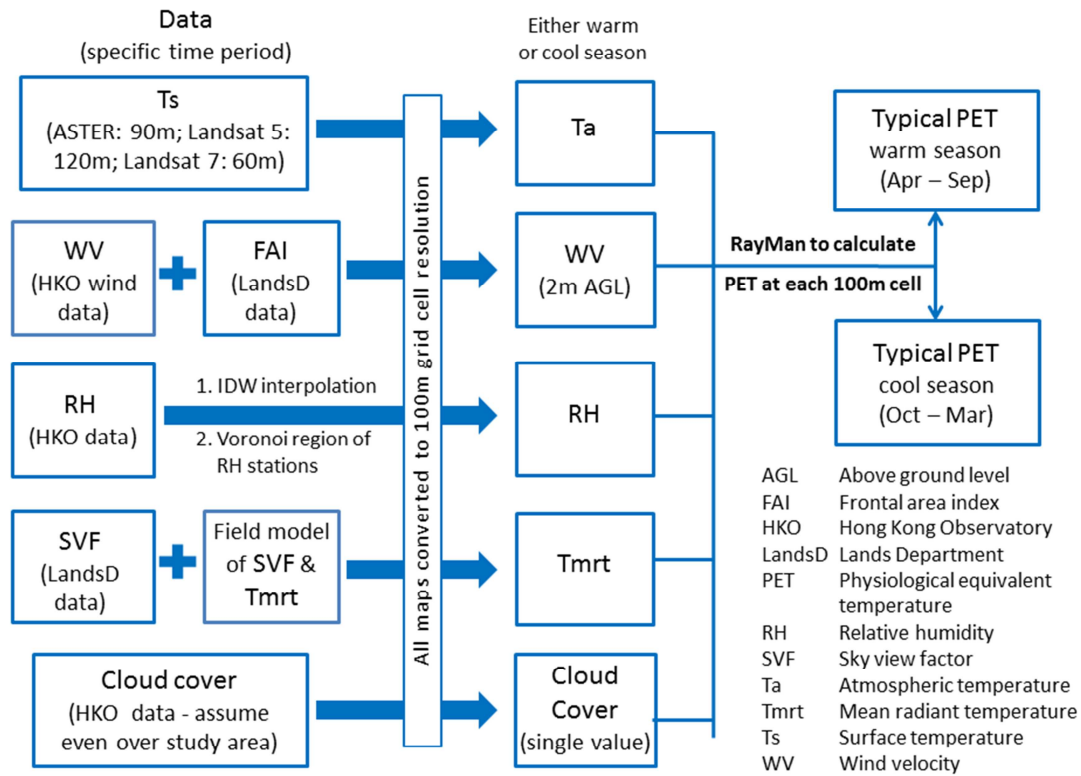 Data
(specific time period)
Either warm
or cool season
Ts
(ASTER: 90m; Landsat 5:
120m; Landsat 7: 60m)
Ta
Typical PET
warm season
(Apr – Sep)
WV
(HKO wind
data)
FAI
(LandsD
data)
WV
(2m AGL)
RayMan to calculate
PET at each 100m cell
All maps converted to 100m grid cell resolution
Typical PET
cool season
(Oct – Mar)
RH
(HKO data)
1. IDW interpolation
2. Voronoi region of
RH stations
RH
SVF
(LandsD
data)
Field model
of SVF &
Tmrt
Tmrt
Cloud cover
(HKO data - assume
even over study area)
Cloud
Cover
(single value)
AGL Above ground level
FAI Frontal area index
HKO Hong Kong Observatory
LandsD Lands Department
PET Physiological equivalent
temperature
RH Relative humidity
SVF Sky view factor
Ta Atmospheric temperature
Tmrt Mean radiant temperature
Ts Surface temperature
WV Wind velocity